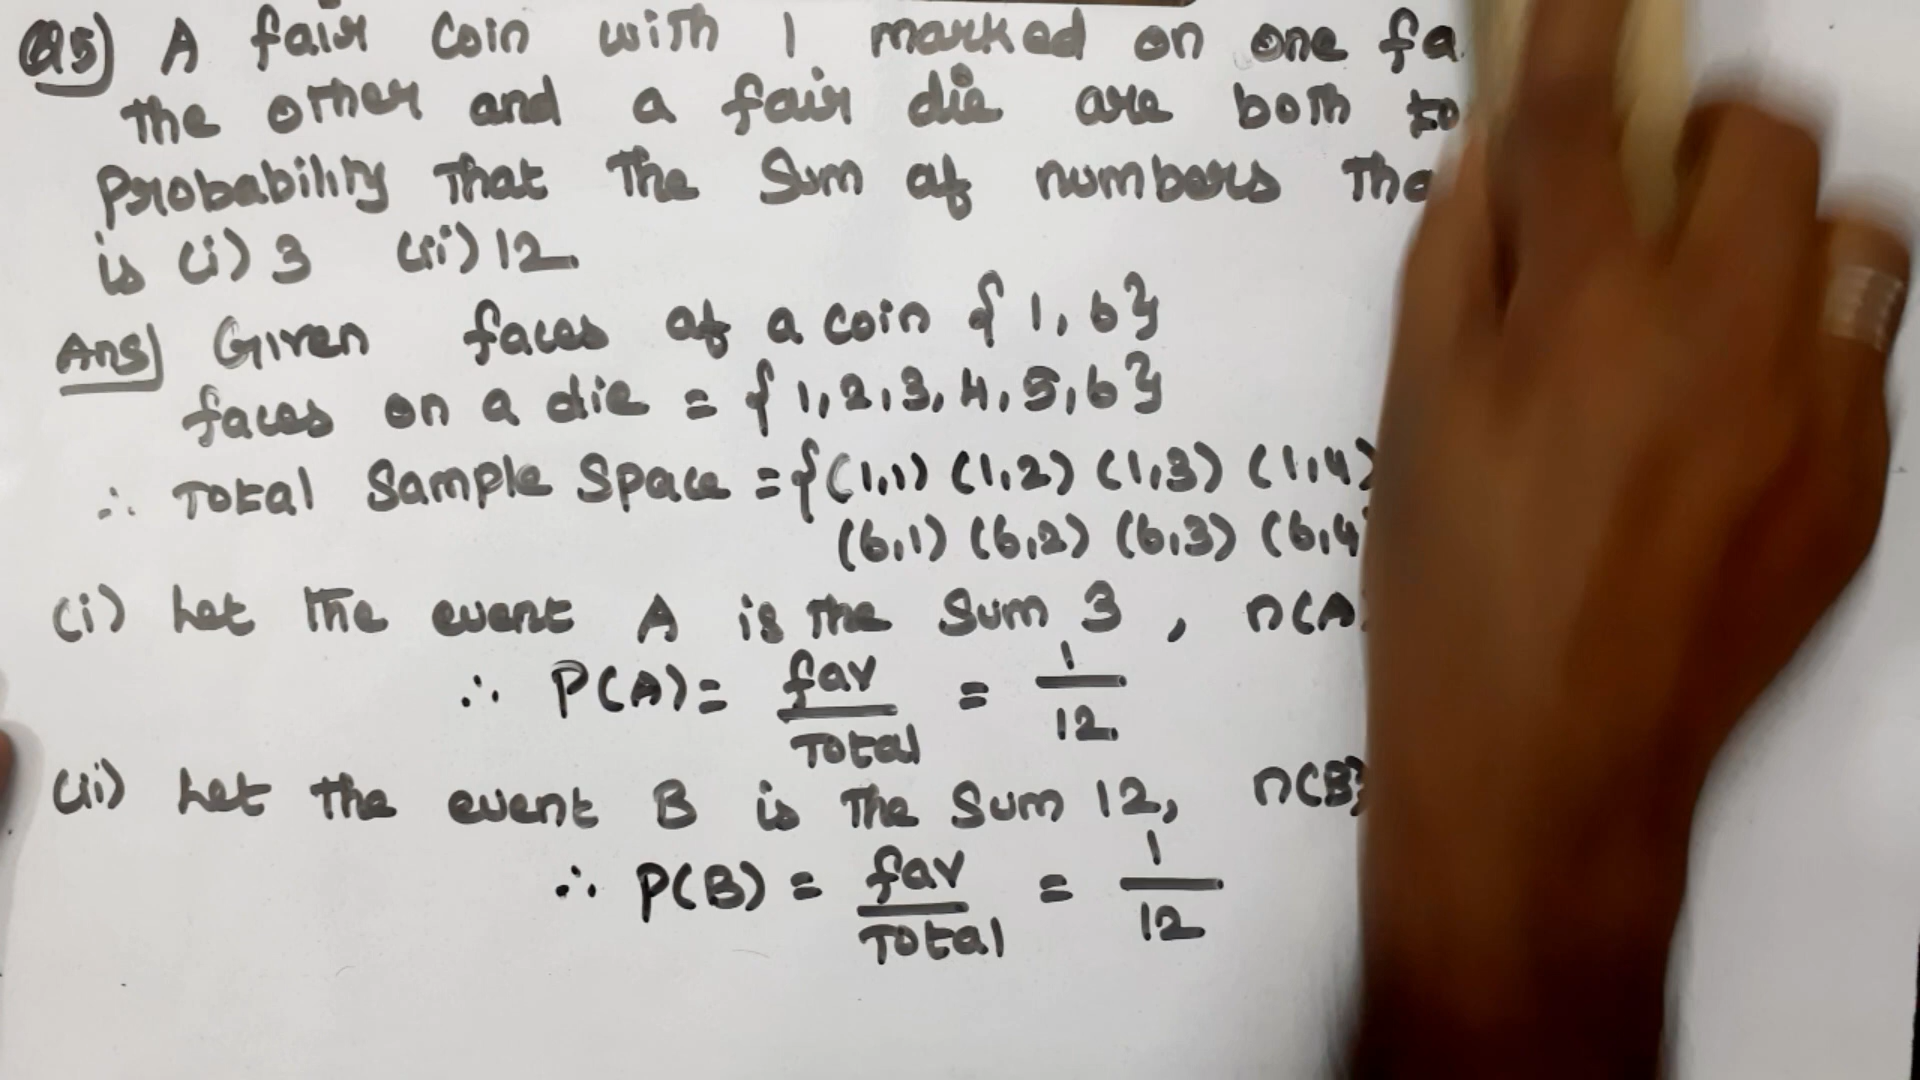 Q5) A fair coin with 1 marked on one fa
the other and a fair die are both to
Probability that the Sum of numbers tha
is (i) 3 (ii) 12.
Ans) Given faces of a coin {1,6}
faces on a die = {1,2,3,4,5,6}
∴ Total Sample Space = {(1,1) (1,2) (1,3) (1,4)
(6,1) (6,2) (6,3) (6,4
(i) Let the event A is the Sum 3, n(A)
∴ P(A) = fav/Total = 1/12.
(ii) Let the event B is the Sum 12, n(B)
∴ P(B) = fav/Total = 1/12